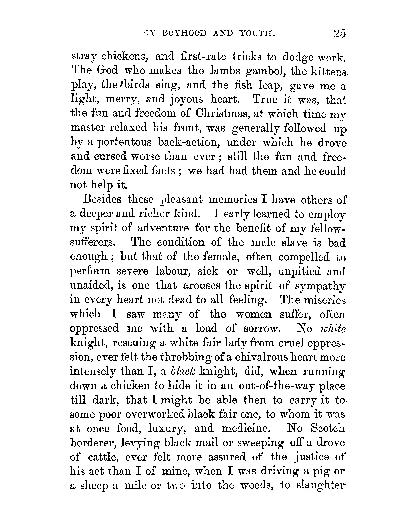 MY BOYHOOD AND YOUTH. 25
stray chickens, and first-rate tricks to dodge work.
The God who makes the lambs gambol, the kittens
play, the birds sing, and the fish leap, gave me a
light, merry, and joyous heart. True it was, that
the fun and freedom of Christmas, at which time my
master relaxed his front, was generally followed up
by a portentous back-action, under which he drove
and cursed worse than ever; still the fun and free-
dom were fixed facts; we had had them and he could
not help it.
Besides these pleasant memories I have others of
a deeper and richer kind. I early learned to employ
my spirit of adventure for the benefit of my fellow-
sufferers. The condition of the male slave is bad
enough; but that of the female, often compelled to
perform severe labour, sick or well, unpitied and
unaided, is one that arouses the spirit of sympathy
in every heart not dead to all feeling. The miseries
which I saw many of the women suffer, often
oppressed me with a load of sorrow. No white
knight, rescuing a white fair lady from cruel oppres-
sion, ever felt the throbbing of a chivalrous heart more
intensely than I, a black knight, did, when running
down a chicken to hide it in an out-of-the-way place
till dark, that I might be able then to carry it to
some poor overworked black fair one, to whom it was
at once food, luxury, and medicine. No Scotch
borderer, levying black mail or sweeping off a drove
of cattle, ever felt more assured of the justice of
his act than I of mine, when I was driving a pig or
a sheep a mile or two into the woods, to slaughter